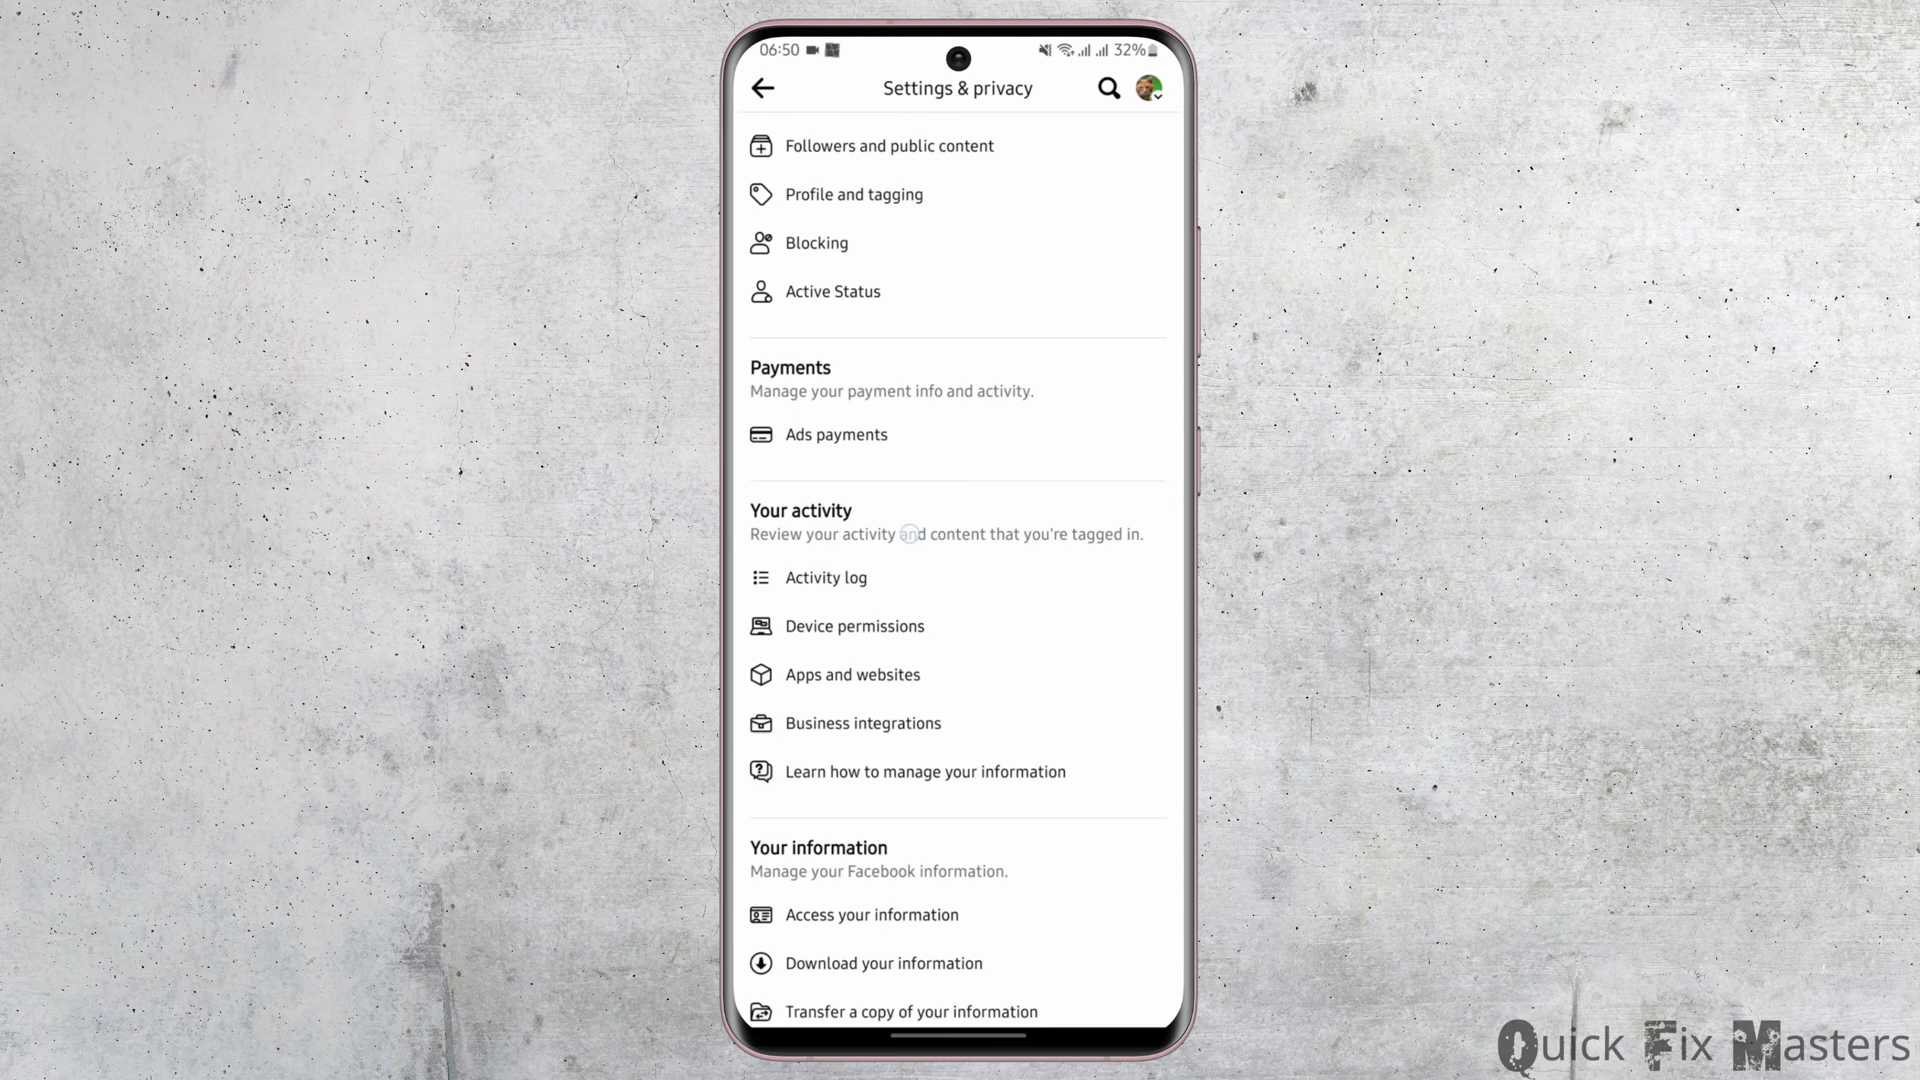 06:50
32%
Settings & privacy
Followers and public content
Profile and tagging
Blocking
Active Status
Payments
Manage your payment info and activity.
Ads payments
Your activity
Review your activity and content that you're tagged in.
Activity log
Device permissions
Apps and websites
Business integrations
Learn how to manage your information
Your information
Manage your Facebook information.
Access your information
Download your information
Transfer a copy of your information
Quick Fix Masters